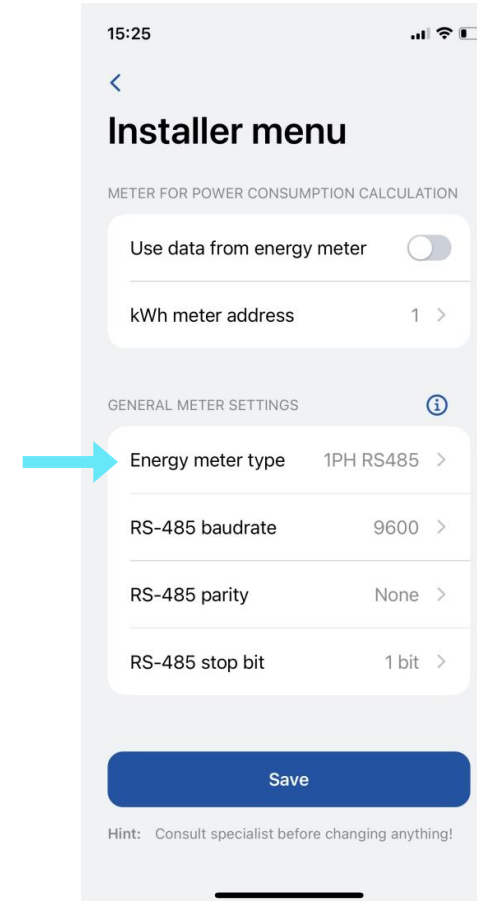 15:25
Installer menu
METER FOR POWER CONSUMPTION CALCULATION
Use data from energy meter
kWh meter address 1
GENERAL METER SETTINGS
Energy meter type 1PH RS485
RS-485 baudrate 9600
RS-485 parity None
RS-485 stop bit 1 bit
Save
Hint: Consult specialist before changing anything!